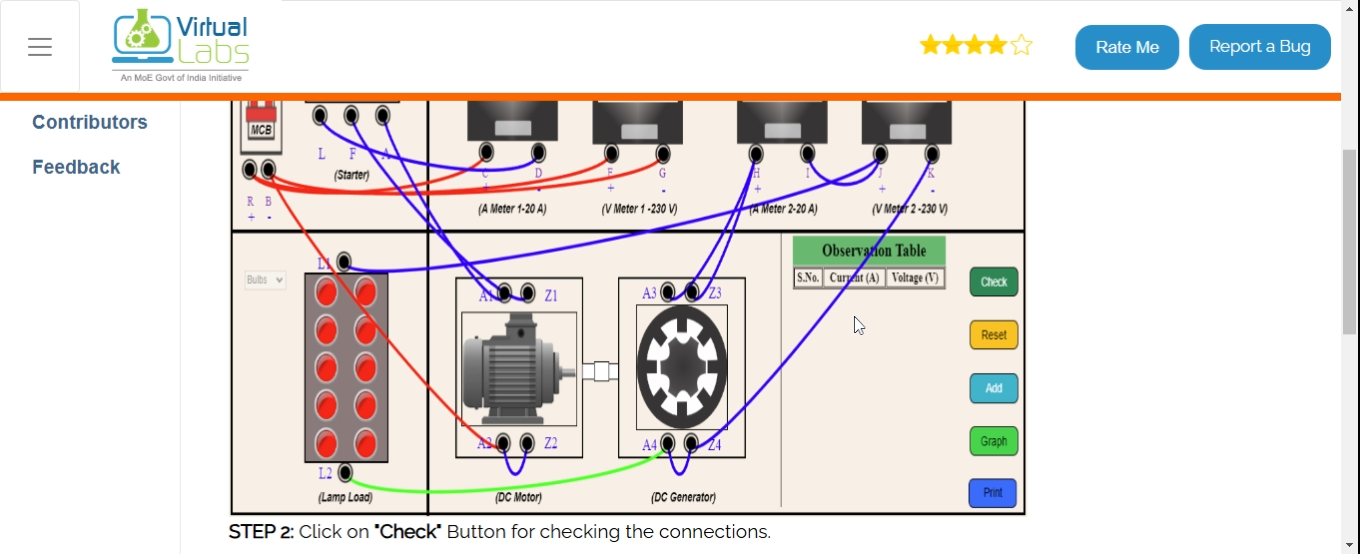 Virtual
Labs
An MoE Govt of India Initiative
Rate Me
Report a Bug
Contributors
Feedback
MCB
L F A
(Starter)
R B
+ -
C D
+ -
(A Meter 1-20 A)
E G
+ -
(V Meter 1 -230 V)
H I
+
(A Meter 2-20 A)
J K
+ -
(V Meter 2 -230 V)
Bulbs
L1
L2
(Lamp Load)
A1 Z1
A2 Z2
(DC Motor)
A3 Z3
A4 Z4
(DC Generator)
Observation Table
S.No. Current (A) Voltage (V)
Check
Reset
Add
Graph
Print
STEP 2: Click on "Check" Button for checking the connections.